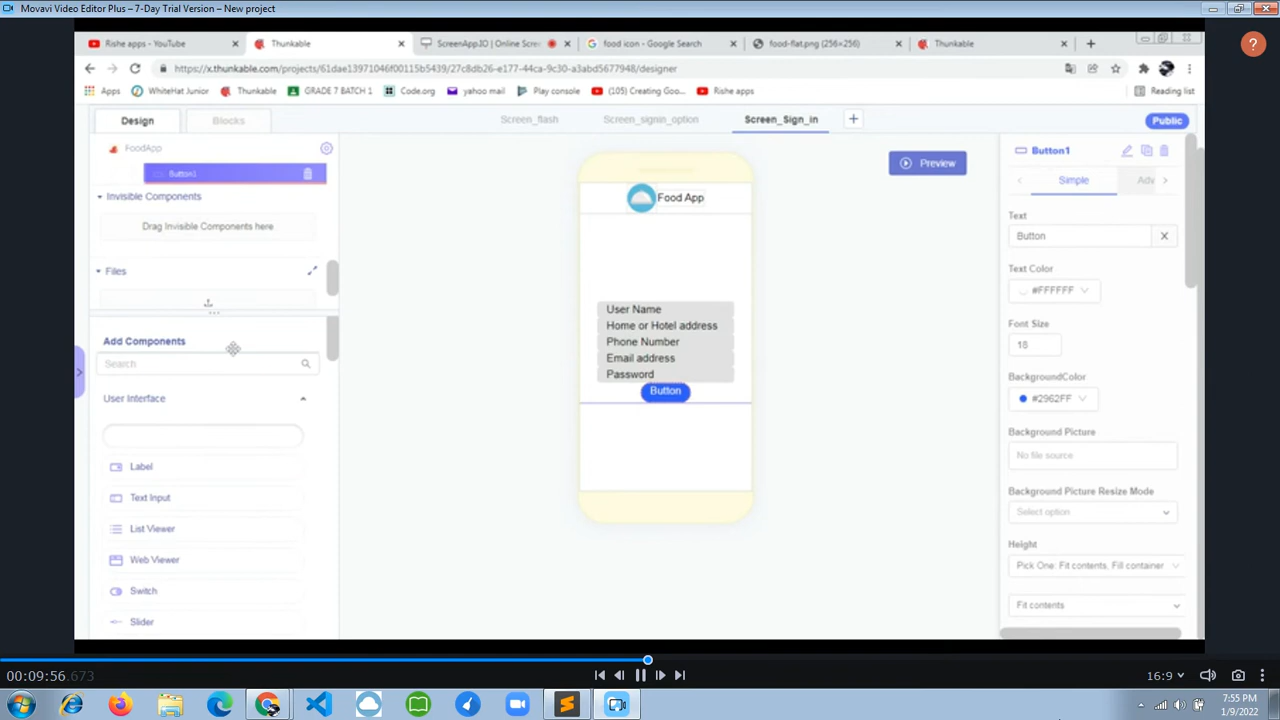 Movavi Video Editor Plus – 7-Day Trial Version – New project
Rishe apps - YouTube
Thunkable
ScreenApp.IO | Online Scre
food icon - Google Search
food-flat.png (256×256)
Thunkable
https://x.thunkable.com/projects/61dae13971046f00115b5439/27c8db26-e177-44ca-9c30-a3abd5677948/designer
Apps
WhiteHat Junior
Thunkable
GRADE 7 BATCH 1
Code.org
yahoo mail
Play console
(105) Creating Goo...
Rishe apps
Reading list
Design
Blocks
Screen_flash
Screen_signin_option
Screen_Sign_in
Public
FoodApp
Button1
Invisible Components
Drag Invisible Components here
Files
Add Components
Search
User Interface
Label
Text Input
List Viewer
Web Viewer
Switch
Slider
Preview
Food App
User Name
Home or Hotel address
Phone Number
Email address
Password
Button
Button1
Simple
Adv
Text
Button
Text Color
#FFFFFF
Font Size
18
BackgroundColor
#2962FF
Background Picture
No file source
Background Picture Resize Mode
Select option
Height
Pick One: Fit contents, Fill container
Fit contents
00:09:56.673
16:9
7:55 PM
1/9/2022